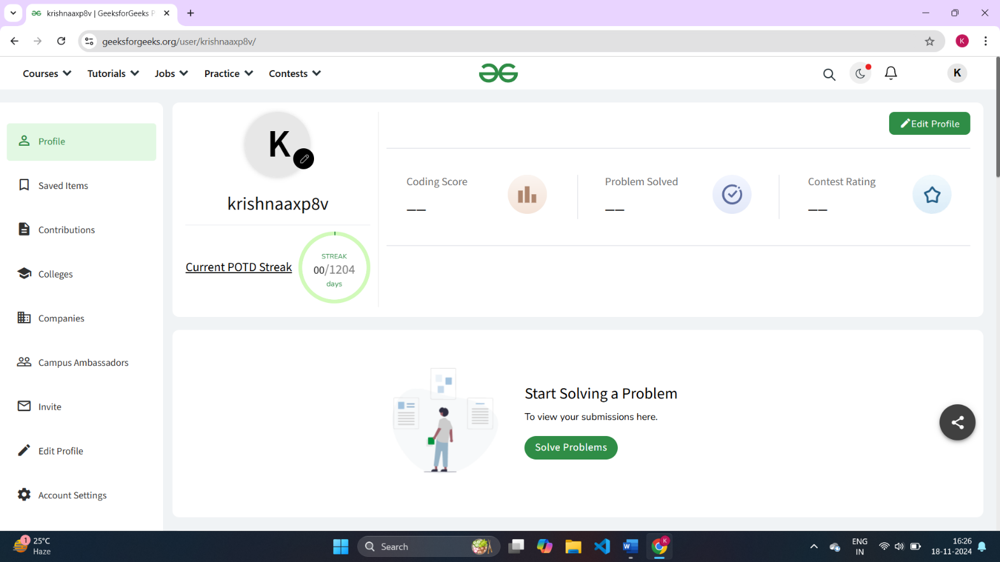 krishnaaxp8v | GeeksforGeeks P
geeksforgeeks.org/user/krishnaaxp8v/
K
Courses Tutorials Jobs Practice Contests
K
Profile
Saved Items
Contributions
Colleges
Companies
Campus Ambassadors
Invite
Edit Profile
Account Settings
K
krishnaaxp8v
Current POTD Streak
STREAK
00/1204
days
Edit Profile
Coding Score
__
Problem Solved
__
Contest Rating
__
Start Solving a Problem
To view your submissions here.
Solve Problems
1
25°C
Haze
Search
K
ENG
IN
16:26
18-11-2024